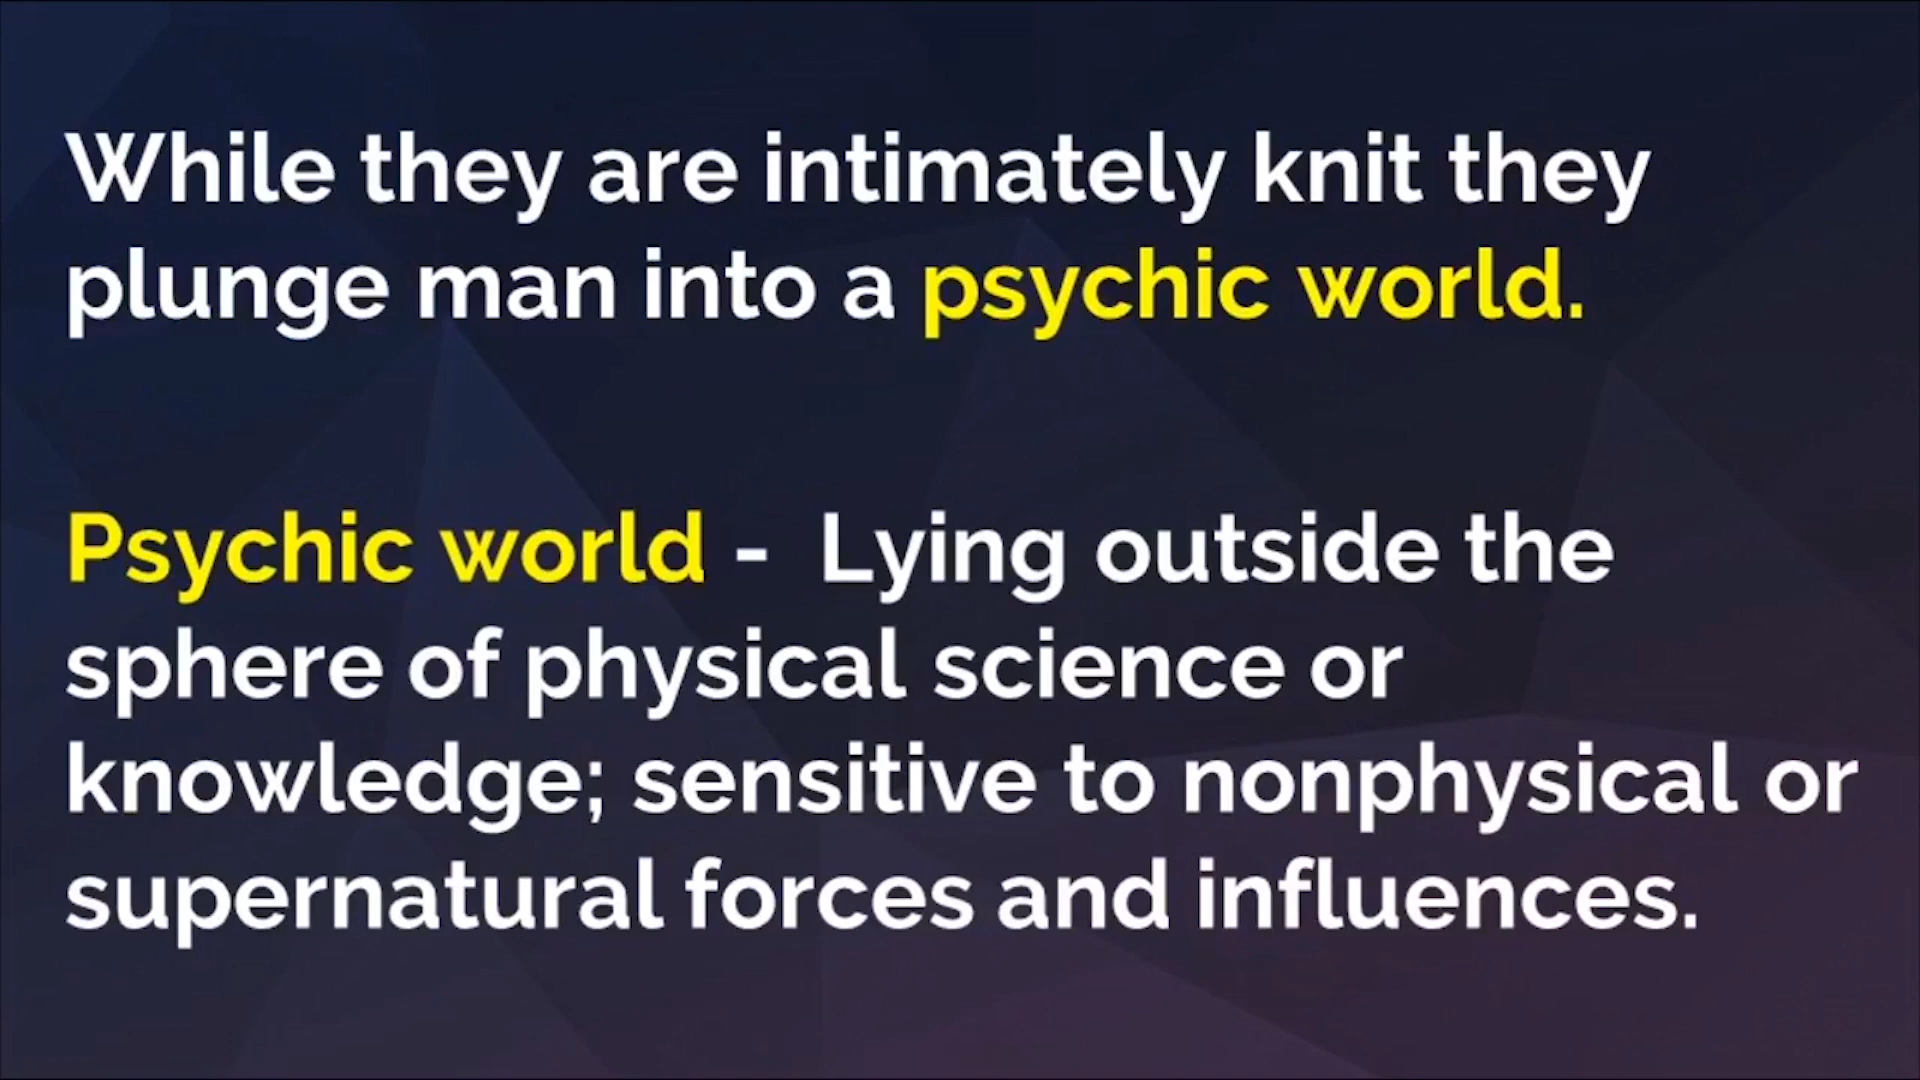 While they are intimately knit they
plunge man into a psychic world.
Psychic world -  Lying outside the
sphere of physical science or
knowledge; sensitive to nonphysical or
supernatural forces and influences.